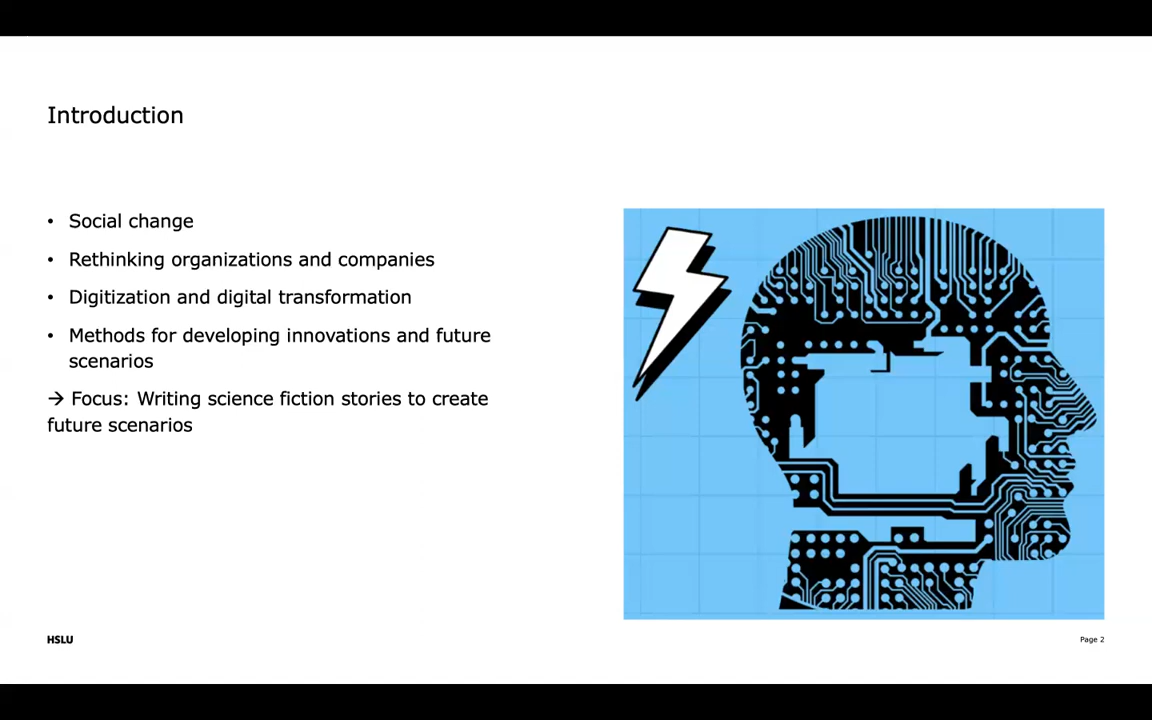 Introduction
• Social change
• Rethinking organizations and companies
• Digitization and digital transformation
• Methods for developing innovations and future
scenarios
→ Focus: Writing science fiction stories to create
future scenarios
HSLU
Page 2